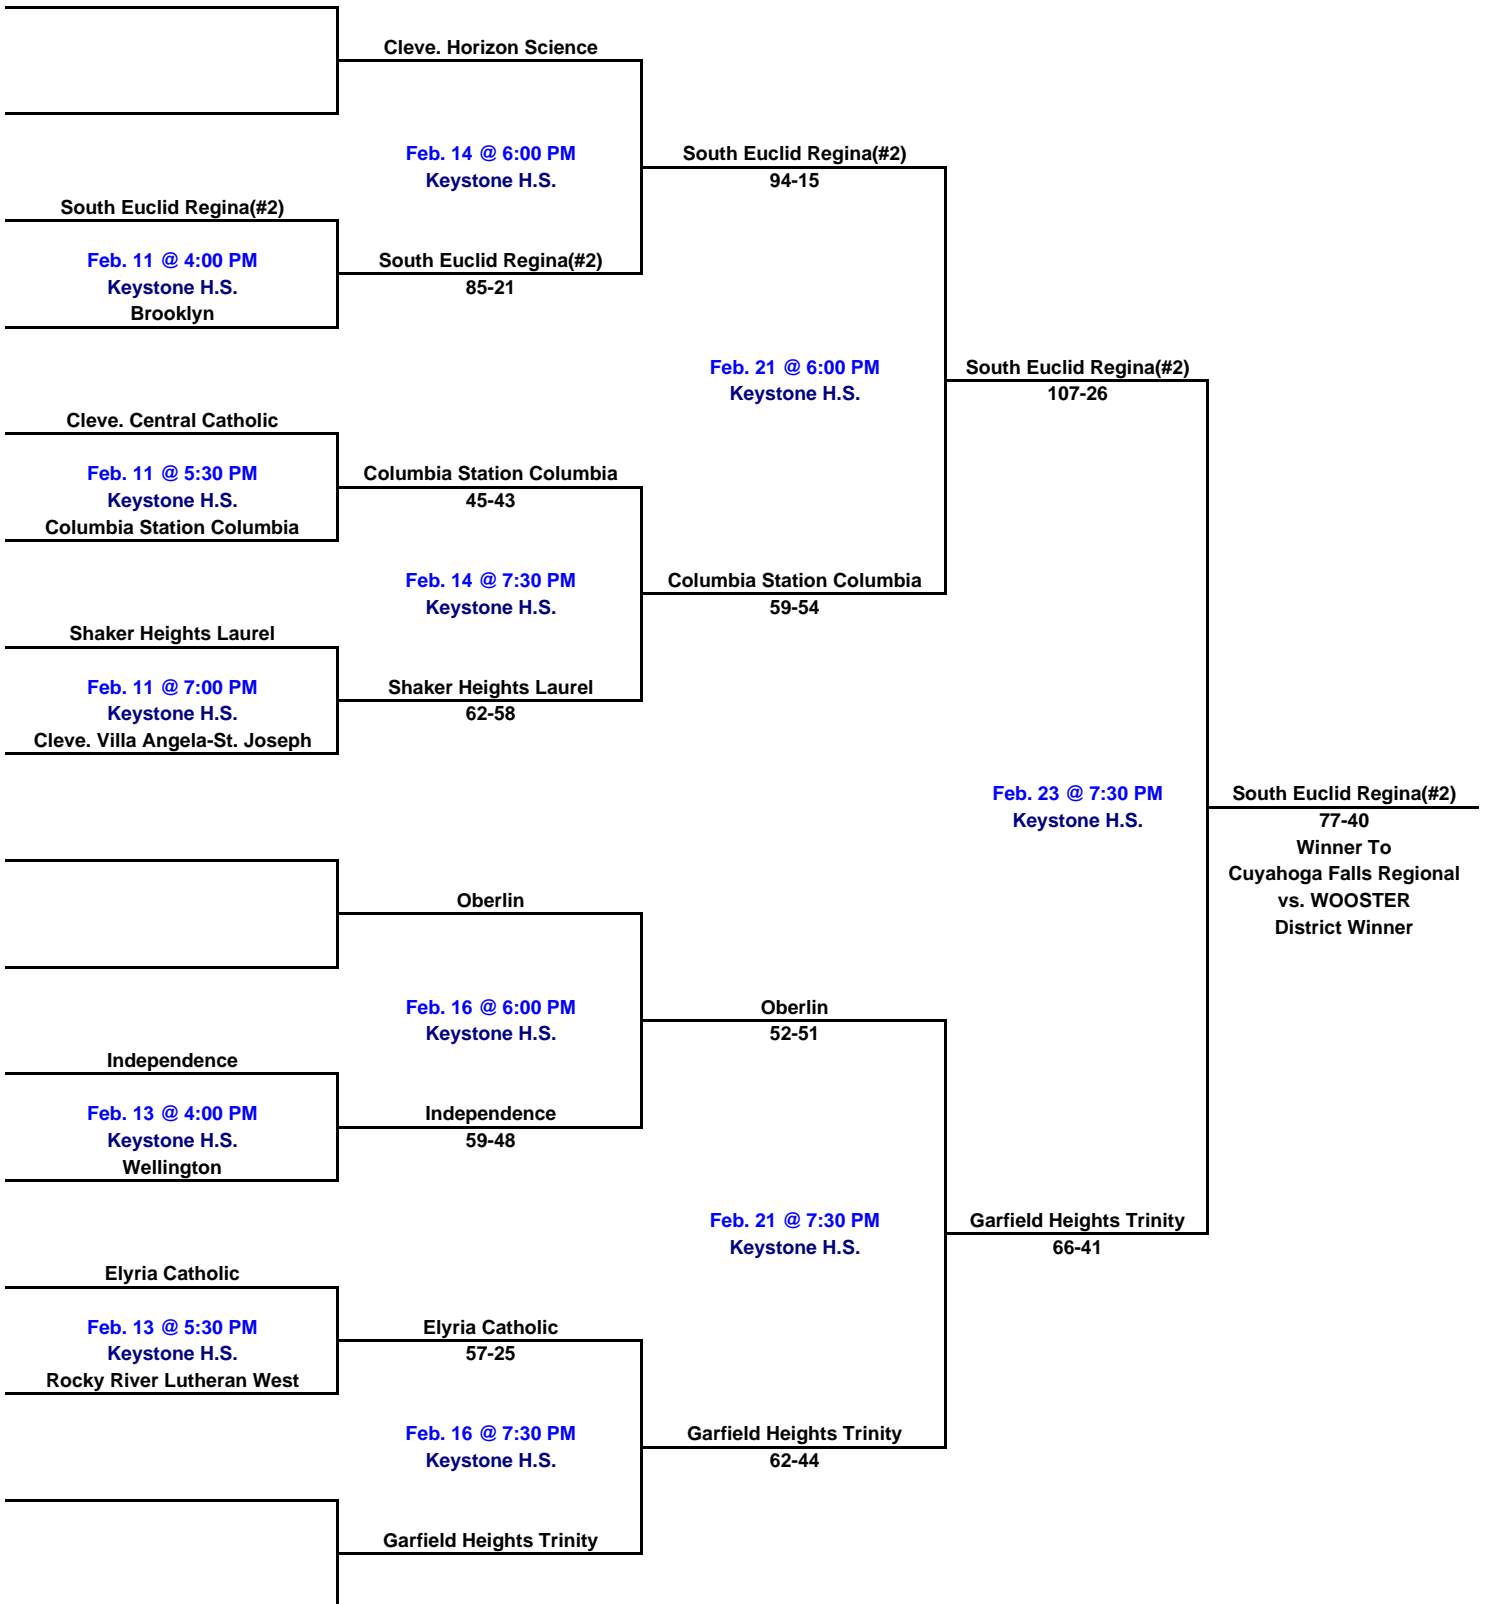 Cleve. Horizon Science
Feb. 14 @ 6:00 PM
Keystone H.S.
South Euclid Regina(#2)
94-15
South Euclid Regina(#2)
Feb. 11 @ 4:00 PM
Keystone H.S.
Brooklyn
South Euclid Regina(#2)
85-21
Feb. 21 @ 6:00 PM
Keystone H.S.
South Euclid Regina(#2)
107-26
Cleve. Central Catholic
Feb. 11 @ 5:30 PM
Keystone H.S.
Columbia Station Columbia
Columbia Station Columbia
45-43
Feb. 14 @ 7:30 PM
Keystone H.S.
Columbia Station Columbia
59-54
Shaker Heights Laurel
Feb. 11 @ 7:00 PM
Keystone H.S.
Cleve. Villa Angela-St. Joseph
Shaker Heights Laurel
62-58
Feb. 23 @ 7:30 PM
Keystone H.S.
South Euclid Regina(#2)
77-40
Winner To
Cuyahoga Falls Regional
vs. WOOSTER
District Winner
Oberlin
Feb. 16 @ 6:00 PM
Keystone H.S.
Oberlin
52-51
Independence
Feb. 13 @ 4:00 PM
Keystone H.S.
Wellington
Independence
59-48
Feb. 21 @ 7:30 PM
Keystone H.S.
Garfield Heights Trinity
66-41
Elyria Catholic
Feb. 13 @ 5:30 PM
Keystone H.S.
Rocky River Lutheran West
Elyria Catholic
57-25
Feb. 16 @ 7:30 PM
Keystone H.S.
Garfield Heights Trinity
62-44
Garfield Heights Trinity